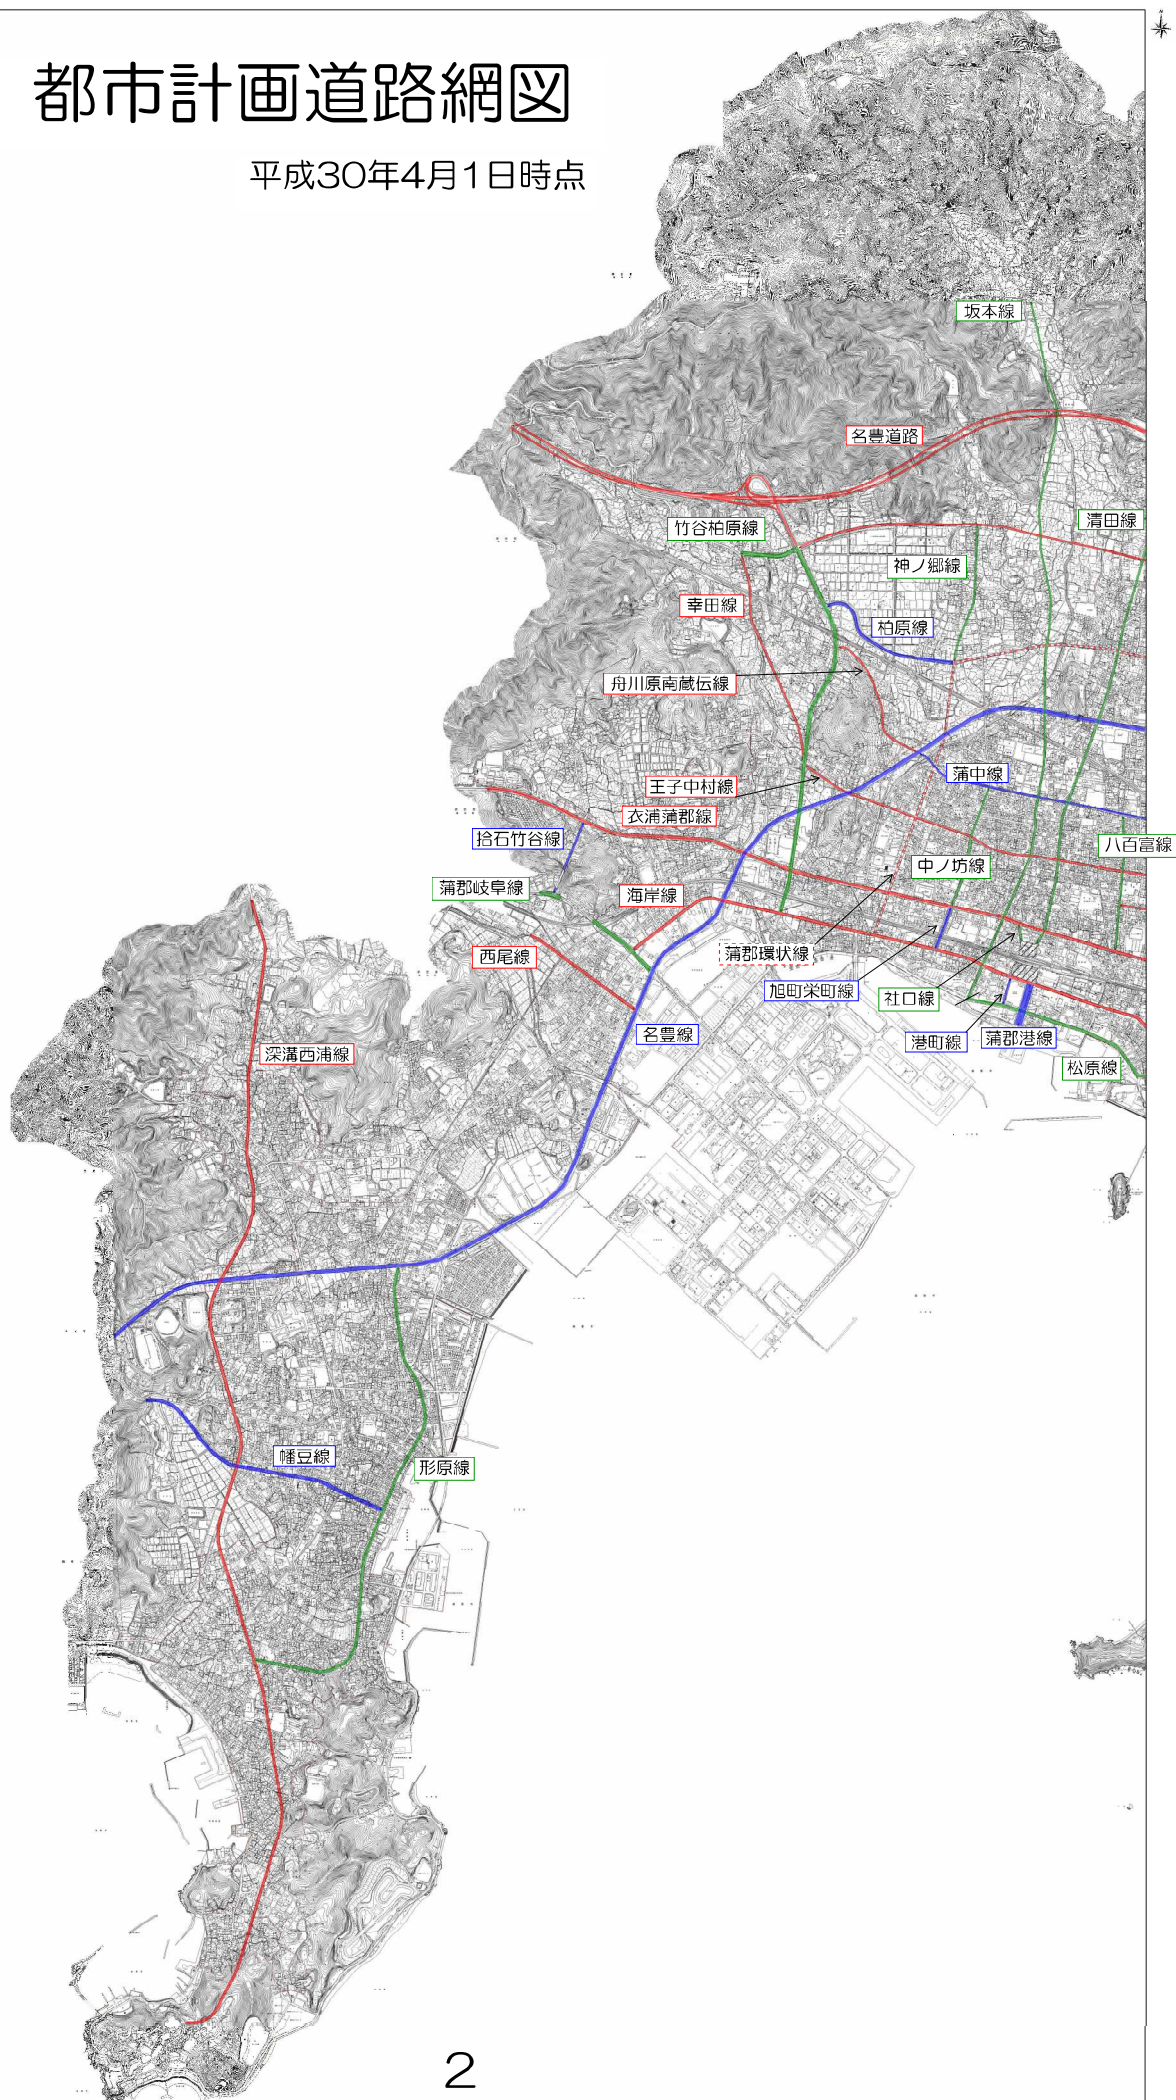 都市計画道路網図
平成30年4月1日時点
坂本線
名豊道路
清田線
竹谷柏原線
神ノ郷線
幸田線
柏原線
舟川原南蔵伝線
蒲中線
王子中村線
衣浦蒲郡線
拾石竹谷線
八百富線
中ノ坊線
蒲郡岐阜線
海岸線
西尾線
蒲郡環状線
旭町栄町線
社口線
名豊線
港町線
蒲郡港線
深溝西浦線
松原線
幡豆線
形原線
2